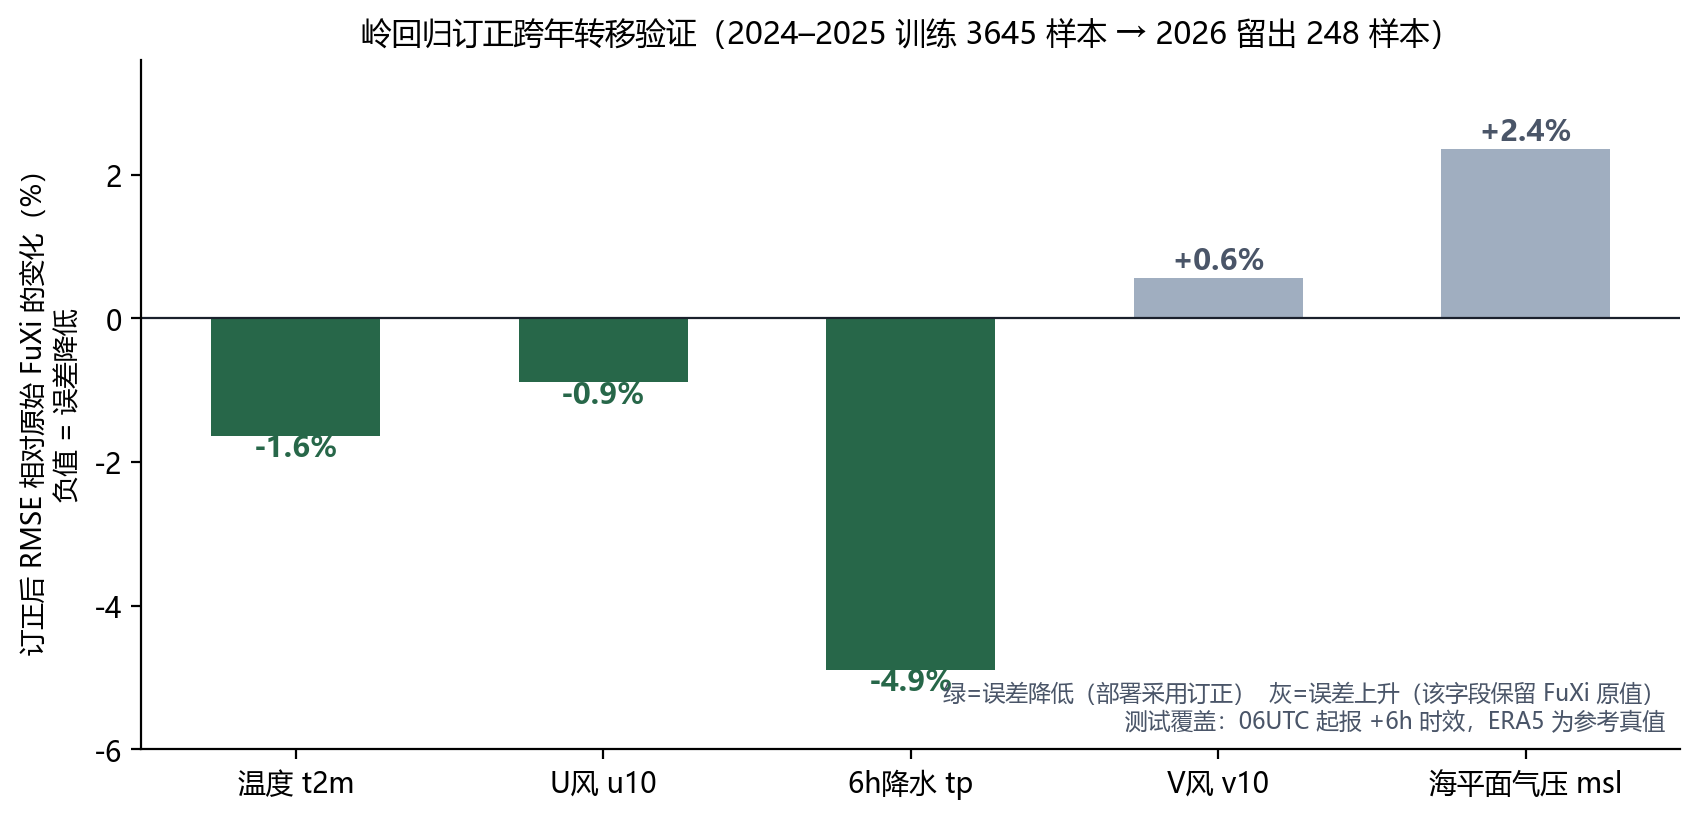 岭回归订正跨年转移验证（2024–2025 训练 3645 样本 → 2026 留出 248 样本）
订正后 RMSE 相对原始 FuXi 的变化（%）
负值 = 误差降低
2
0
-2
-4
-6
-1.6%
-0.9%
-4.9%
+0.6%
+2.4%
绿=误差降低（部署采用订正）  灰=误差上升（该字段保留 FuXi 原值）
测试覆盖：06UTC 起报 +6h 时效，ERA5 为参考真值
温度 t2m
U风 u10
6h降水 tp
V风 v10
海平面气压 msl